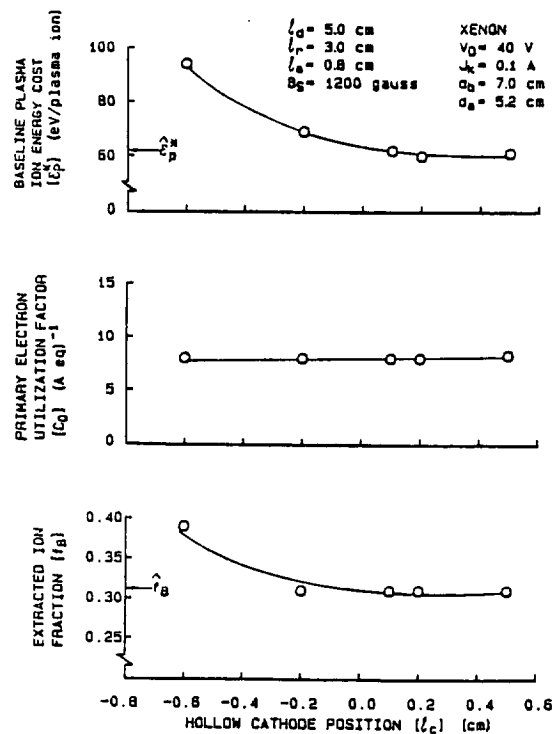 ℓd= 5.0 cm
ℓr= 3.0 cm
ℓa= 0.8 cm
BS= 1200 gauss
XENON
VD= 40 V
JK= 0.1 A
db= 7.0 cm
da= 5.2 cm
BASELINE PLASMA
ION ENERGY COST
[ε*p] (eV/plasma ion)
100
80
60
0
ε̂*p
PRIMARY ELECTRON
UTILIZATION FACTOR
[C0] (A eq)-1
15
10
5
0
EXTRACTED ION
FRACTION [fB]
0.40
0.35
0.30
0.25
f̂B
-0.8 -0.6 -0.4 -0.2 0.0 0.2 0.4 0.6
HOLLOW CATHODE POSITION [ℓc] (cm)